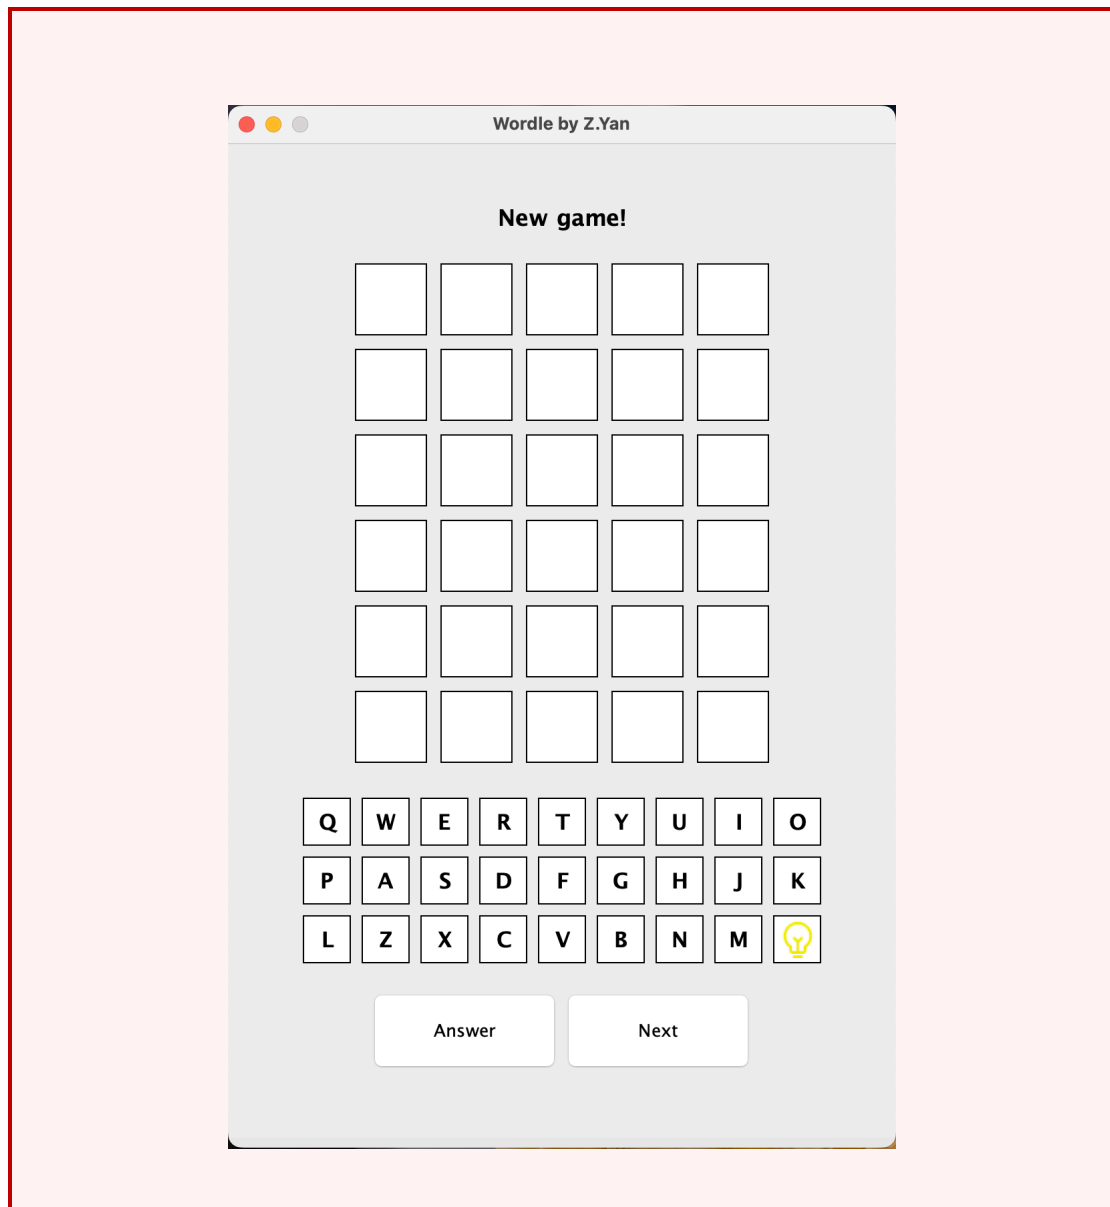 Wordle by Z.Yan
New game!
Q W E R T Y U I O
P A S D F G H J K
L Z X C V B N M
Answer Next